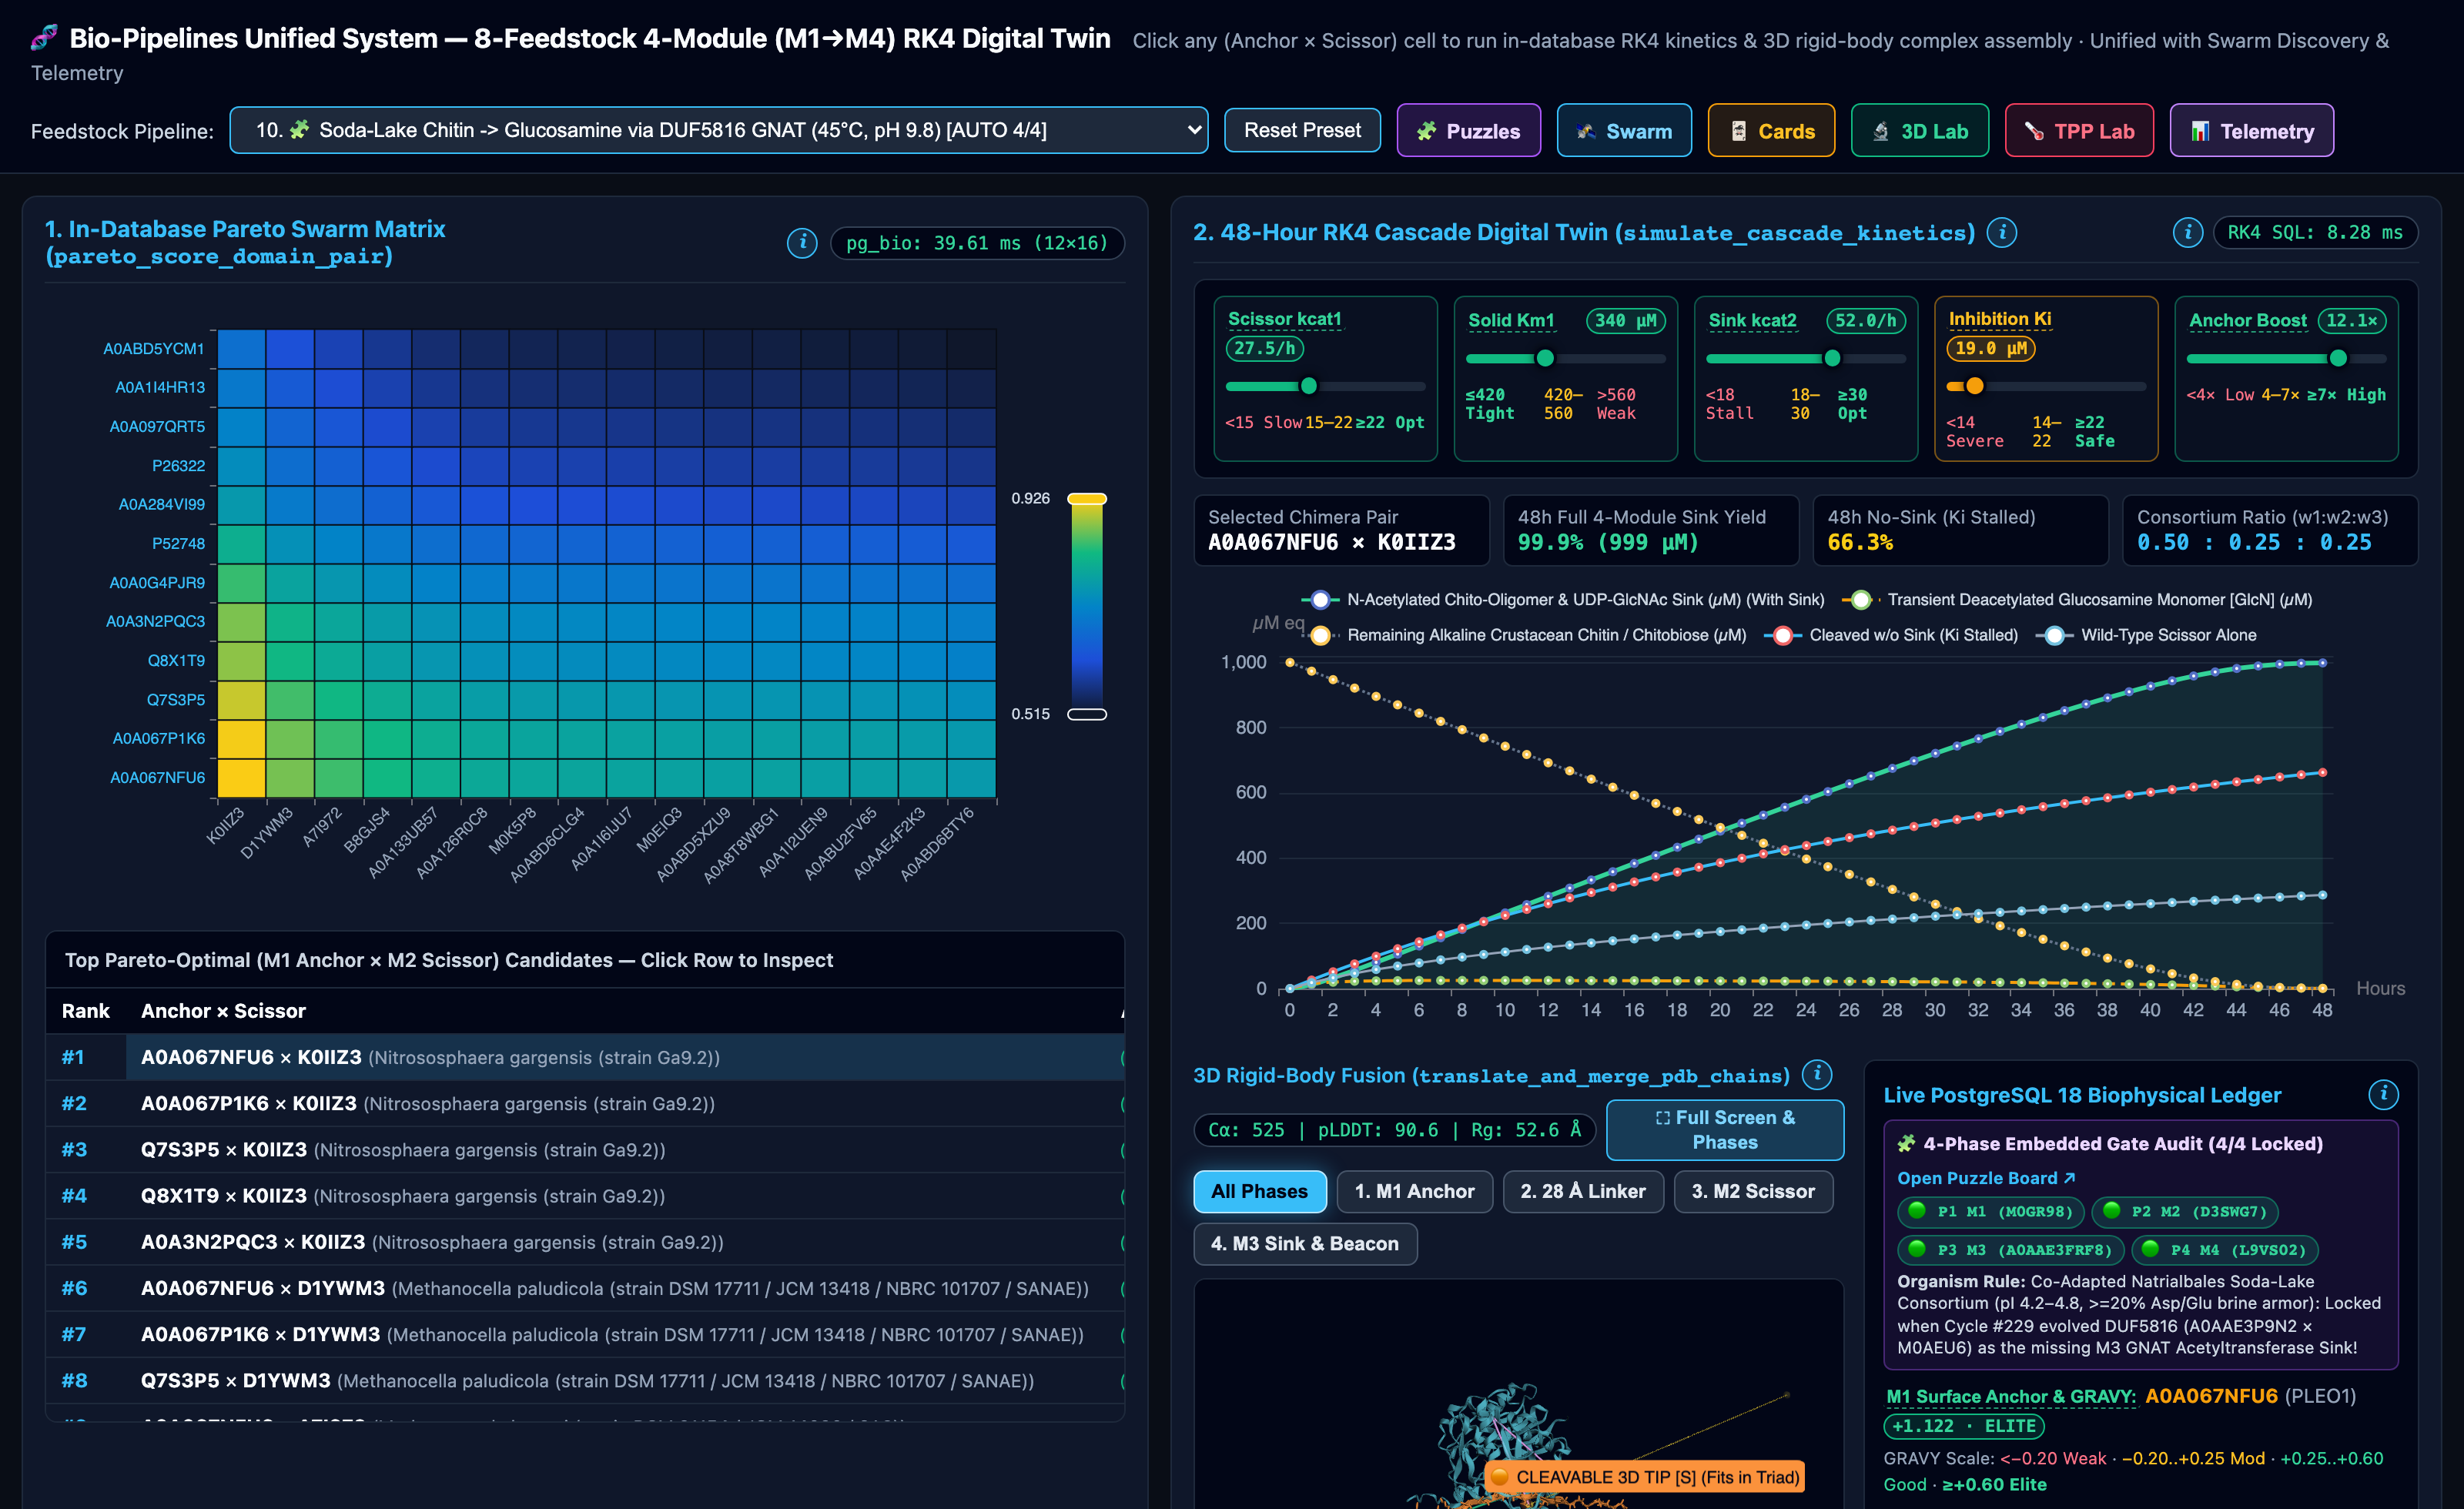 🧬 Bio-Pipelines Unified System — 8-Feedstock 4-Module (M1→M4) RK4 Digital Twin Click any (Anchor × Scissor) cell to run in-database RK4 kinetics & 3D rigid-body complex assembly · Unified with Swarm Discovery &
Telemetry
Feedstock Pipeline: 10. 🧩 Soda-Lake Chitin -> Glucosamine via DUF5816 GNAT (45°C, pH 9.8) [AUTO 4/4] Reset Preset 🧩 Puzzles Swarm Cards 🔬 3D Lab TPP Lab 📊 Telemetry
1. In-Database Pareto Swarm Matrix
(pareto_score_domain_pair)
i pg_bio: 39.61 ms (12×16)
A0ABD5YCM1
A0A1I4HR13
A0A097QRT5
P26322
A0A284VI99
P52748
A0A0G4PJR9
A0A3N2PQC3
Q8X1T9
Q7S3P5
A0A067P1K6
A0A067NFU6
K0IIZ3
D1YWM3
A7I972
B8GJS4
A0A133UB57
A0A126R0C8
M0K5P8
A0ABD6CLG4
A0A1I6IJU7
M0EIQ3
A0ABD5XZU9
A0A8T8WBG1
A0A1I2UEN9
A0ABU2FV65
A0AAE4F2K3
A0ABD6BTY6
0.926
0.515
Top Pareto-Optimal (M1 Anchor × M2 Scissor) Candidates — Click Row to Inspect
Rank Anchor × Scissor
#1 A0A067NFU6 × K0IIZ3 (Nitrososphaera gargensis (strain Ga9.2))
#2 A0A067P1K6 × K0IIZ3 (Nitrososphaera gargensis (strain Ga9.2))
#3 Q7S3P5 × K0IIZ3 (Nitrososphaera gargensis (strain Ga9.2))
#4 Q8X1T9 × K0IIZ3 (Nitrososphaera gargensis (strain Ga9.2))
#5 A0A3N2PQC3 × K0IIZ3 (Nitrososphaera gargensis (strain Ga9.2))
#6 A0A067NFU6 × D1YWM3 (Methanocella paludicola (strain DSM 17711 / JCM 13418 / NBRC 101707 / SANAE))
#7 A0A067P1K6 × D1YWM3 (Methanocella paludicola (strain DSM 17711 / JCM 13418 / NBRC 101707 / SANAE))
#8 Q7S3P5 × D1YWM3 (Methanocella paludicola (strain DSM 17711 / JCM 13418 / NBRC 101707 / SANAE))
2. 48-Hour RK4 Cascade Digital Twin (simulate_cascade_kinetics) i i RK4 SQL: 8.28 ms
Scissor kcat1
27.5/h
<15 Slow 15–22 ≥22 Opt
Solid Km1 340 µM
≤420 420– >560
Tight 560 Weak
Sink kcat2 52.0/h
<18 18– ≥30
Stall 30 Opt
Inhibition Ki
19.0 µM
<14 14– ≥22
Severe 22 Safe
Anchor Boost 12.1×
<4× Low 4–7× ≥7× High
Selected Chimera Pair
A0A067NFU6 × K0IIZ3
48h Full 4-Module Sink Yield
99.9% (999 µM)
48h No-Sink (Ki Stalled)
66.3%
Consortium Ratio (w1:w2:w3)
0.50 : 0.25 : 0.25
N-Acetylated Chito-Oligomer & UDP-GlcNAc Sink (µM) (With Sink) Transient Deacetylated Glucosamine Monomer [GlcN] (µM)
Remaining Alkaline Crustacean Chitin / Chitobiose (µM) Cleaved w/o Sink (Ki Stalled) Wild-Type Scissor Alone
µM eq
1,000
800
600
400
200
0
0 2 4 6 8 10 12 14 16 18 20 22 24 26 28 30 32 34 36 38 40 42 44 46 48
Hours
3D Rigid-Body Fusion (translate_and_merge_pdb_chains) i
Cα: 525 | pLDDT: 90.6 | Rg: 52.6 Å
⛶ Full Screen &
Phases
All Phases 1. M1 Anchor 2. 28 Å Linker 3. M2 Scissor
4. M3 Sink & Beacon
CLEAVABLE 3D TIP [S] (Fits in Triad)
Live PostgreSQL 18 Biophysical Ledger i
🧩 4-Phase Embedded Gate Audit (4/4 Locked)
Open Puzzle Board ↗
🟢 P1 M1 (M0GR98) 🟢 P2 M2 (D3SWG7)
🟢 P3 M3 (A0AAE3FRF8) 🟢 P4 M4 (L9VS02)
Organism Rule: Co-Adapted Natrialbales Soda-Lake
Consortium (pI 4.2–4.8, >=20% Asp/Glu brine armor): Locked
when Cycle #229 evolved DUF5816 (A0AAE3P9N2 ×
M0AEU6) as the missing M3 GNAT Acetyltransferase Sink!
M1 Surface Anchor & GRAVY: A0A067NFU6 (PLEO1)
+1.122 · ELITE
GRAVY Scale: <−0.20 Weak · −0.20..+0.25 Mod · +0.25..+0.60
Good · ≥+0.60 Elite